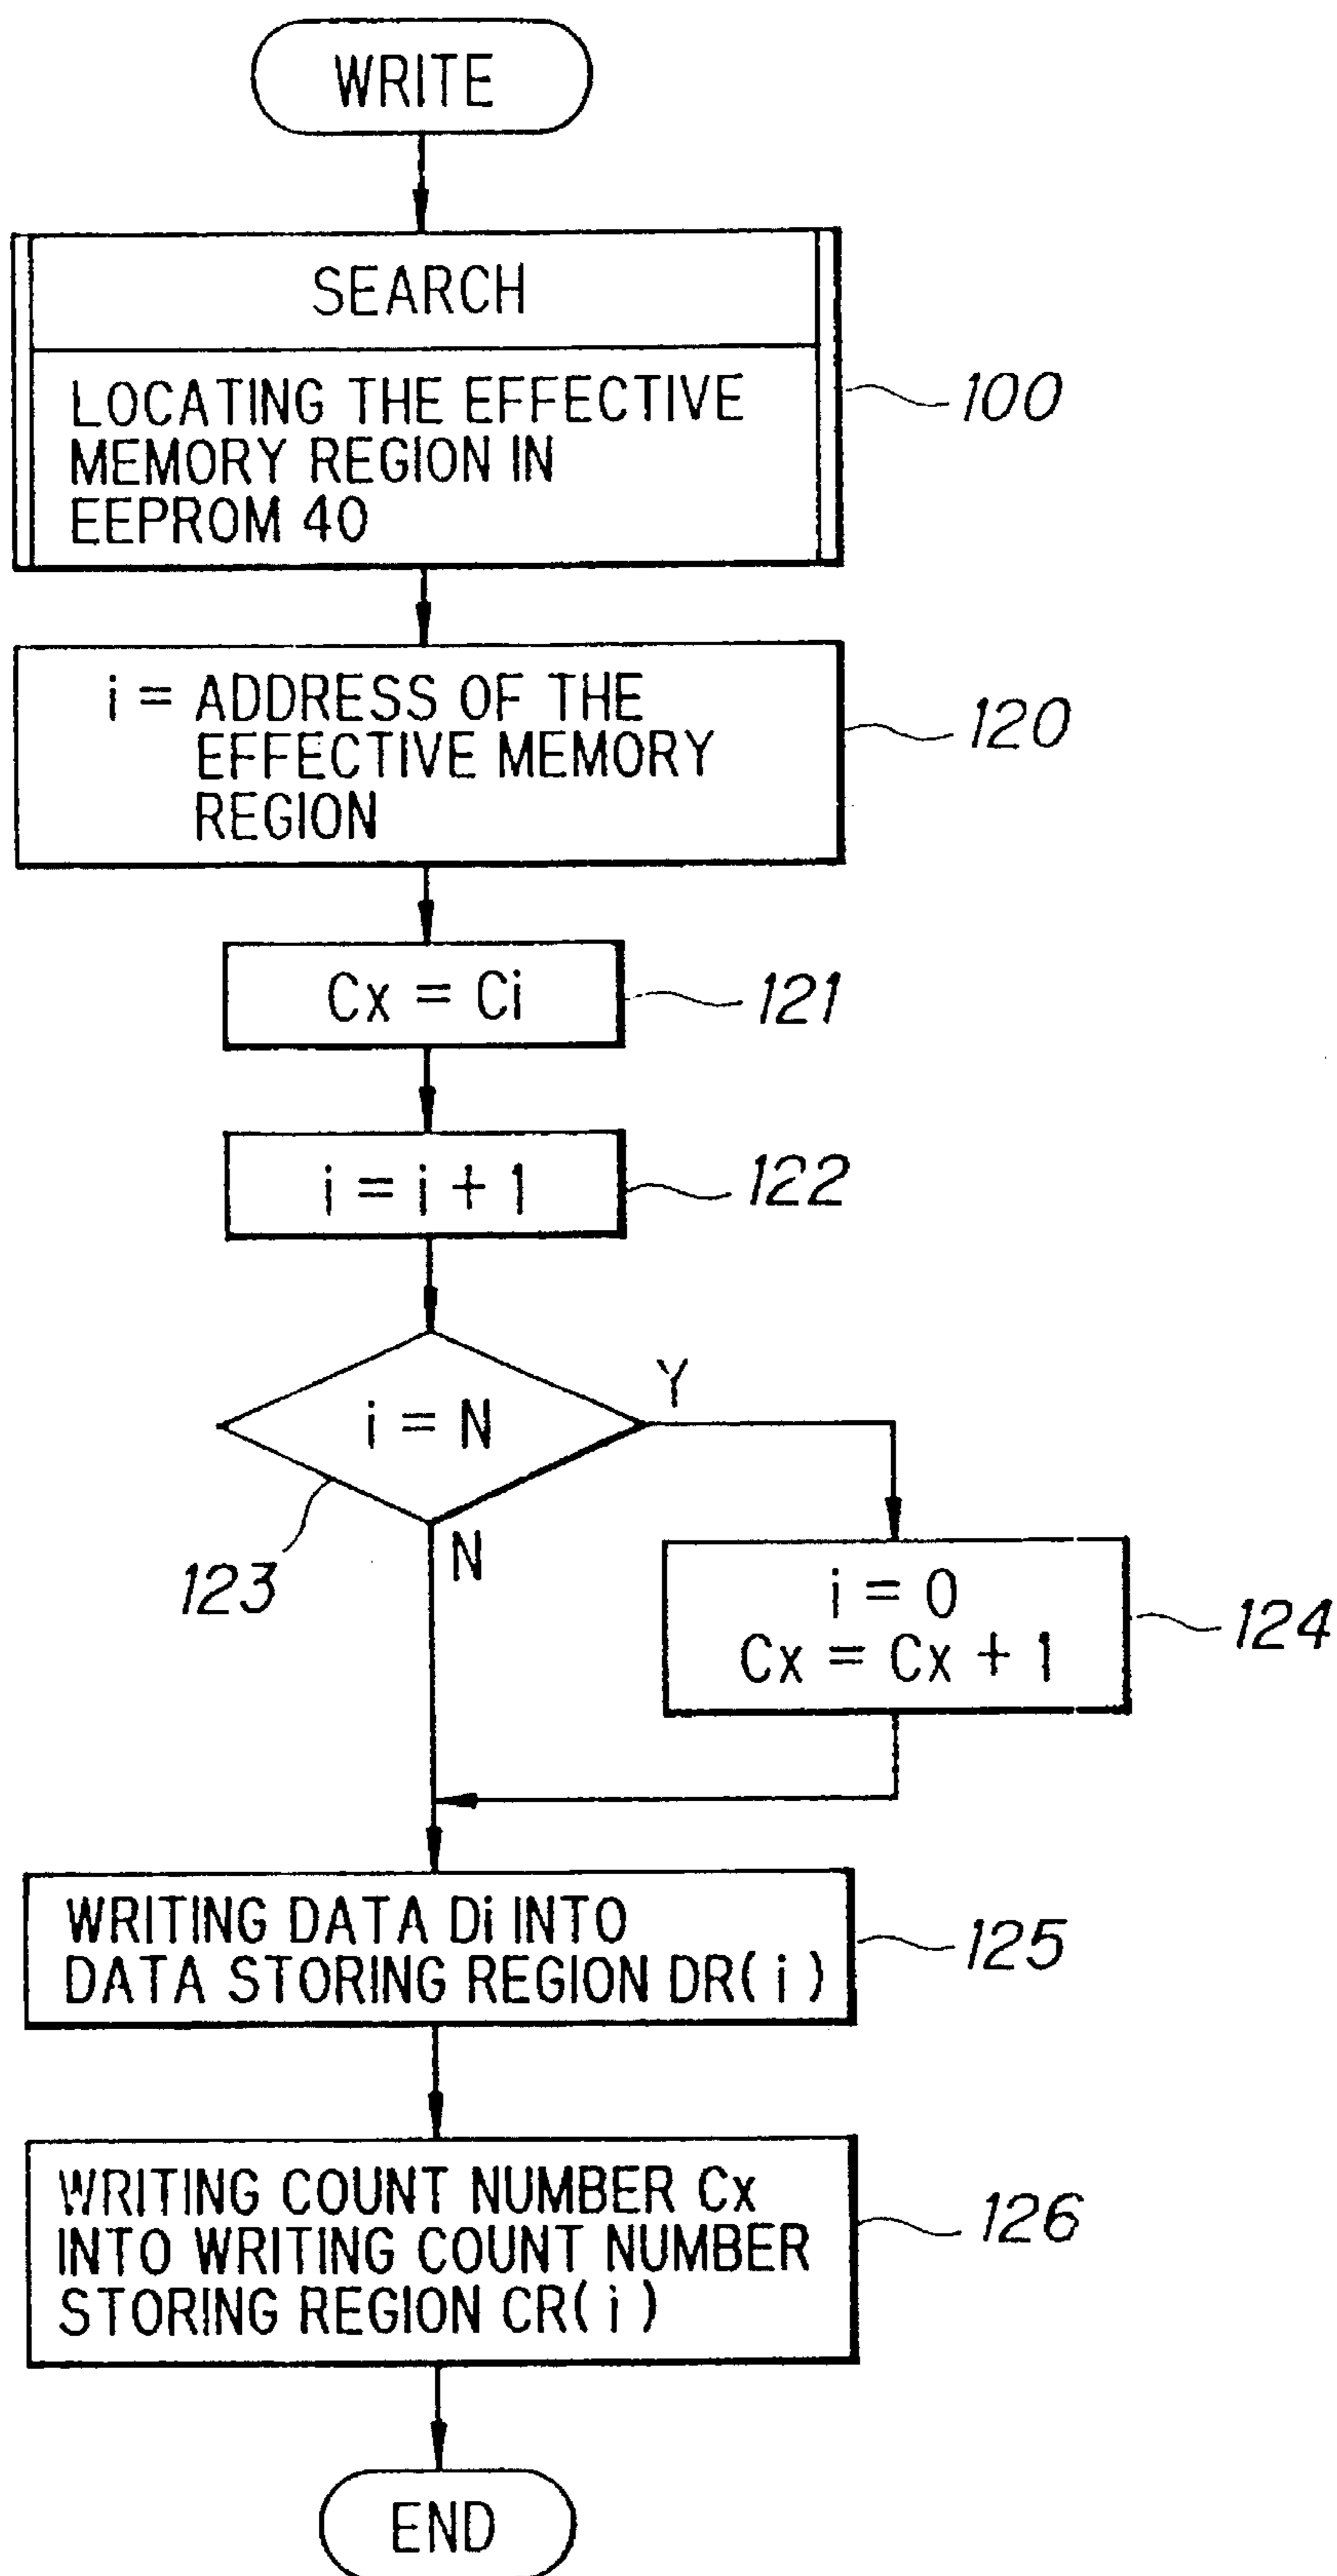 WRITE
SEARCH
LOCATING THE EFFECTIVE
MEMORY REGION IN
EEPROM 40
100
i = ADDRESS OF THE
EFFECTIVE MEMORY
REGION
120
Cx = Ci
121
i = i + 1
122
i = N
Y
N
123
i = 0
Cx = Cx + 1
124
WRITING DATA Di INTO
DATA STORING REGION DR( i )
125
WRITING COUNT NUMBER Cx
INTO WRITING COUNT NUMBER
STORING REGION CR( i )
126
END